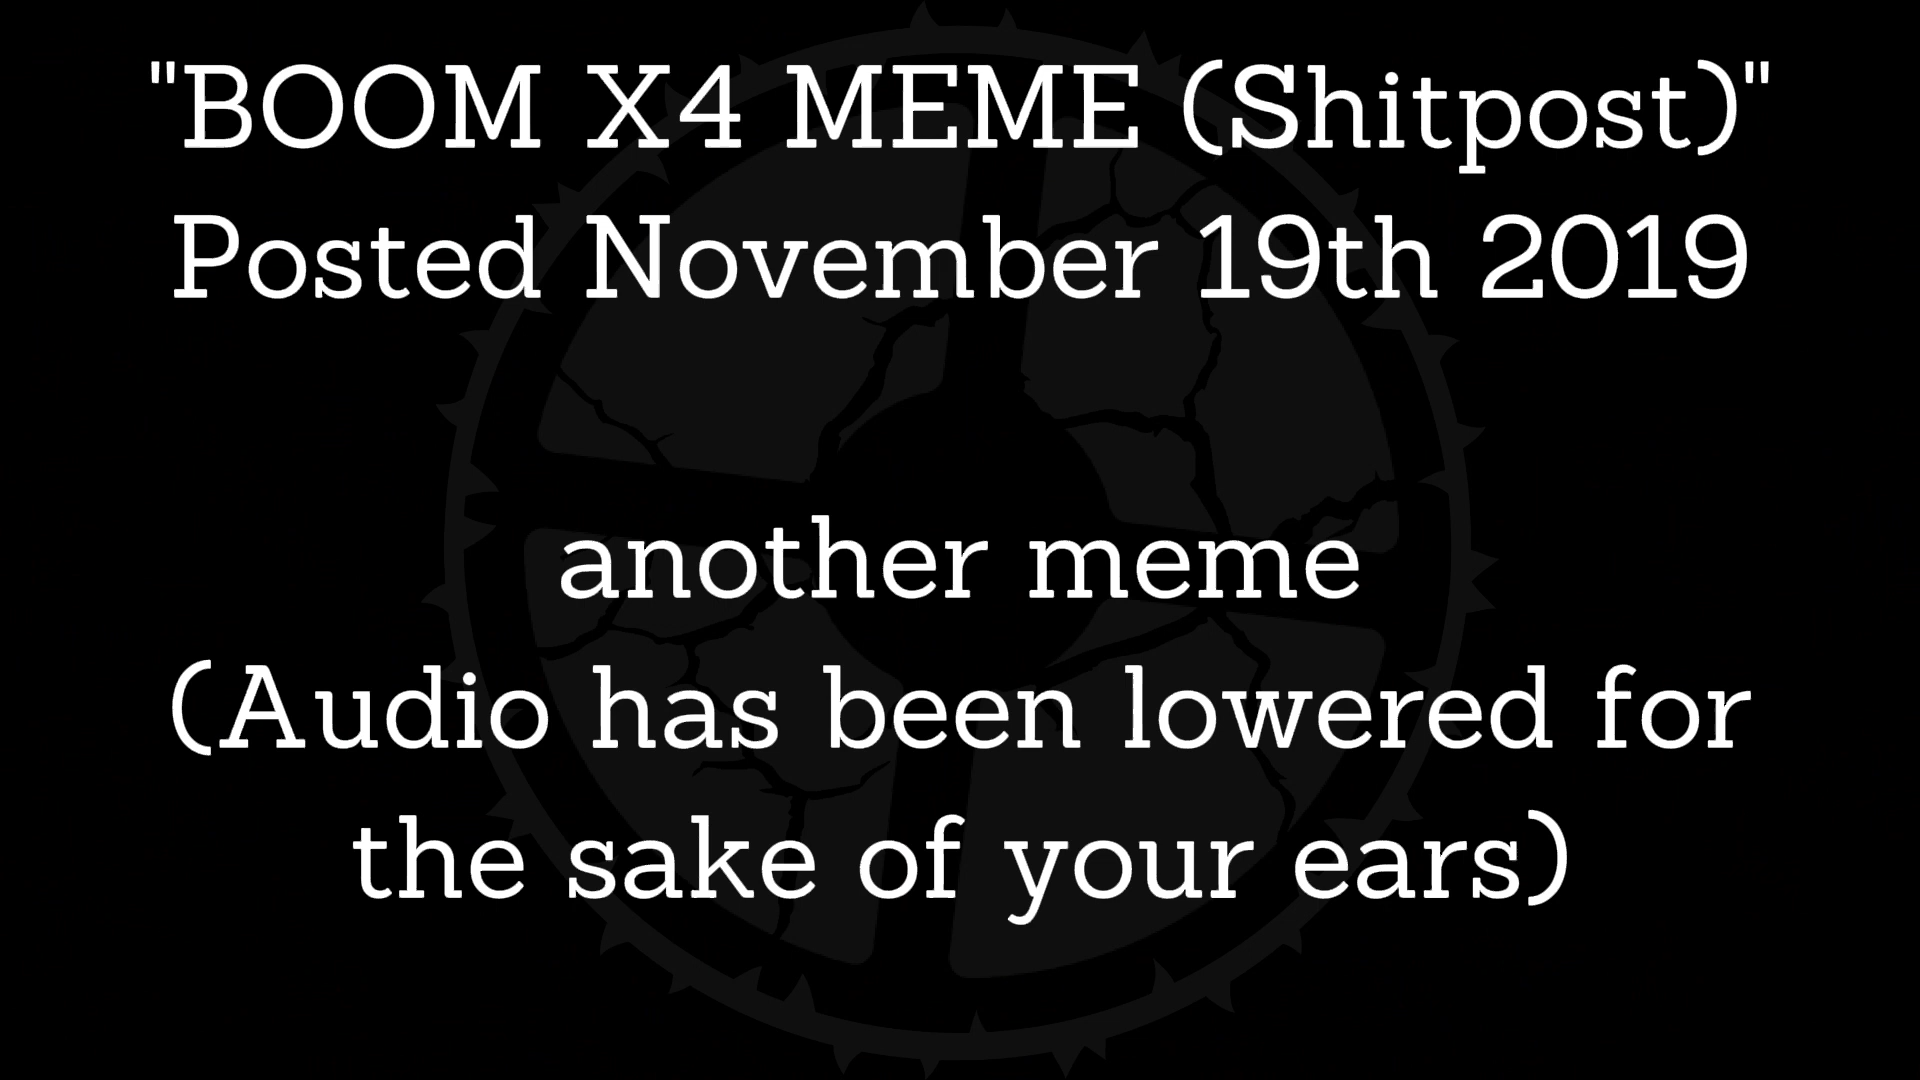 "BOOM X4 MEME (Shitpost)"
Posted November 19th 2019
another meme
(Audio has been lowered for
the sake of your ears)